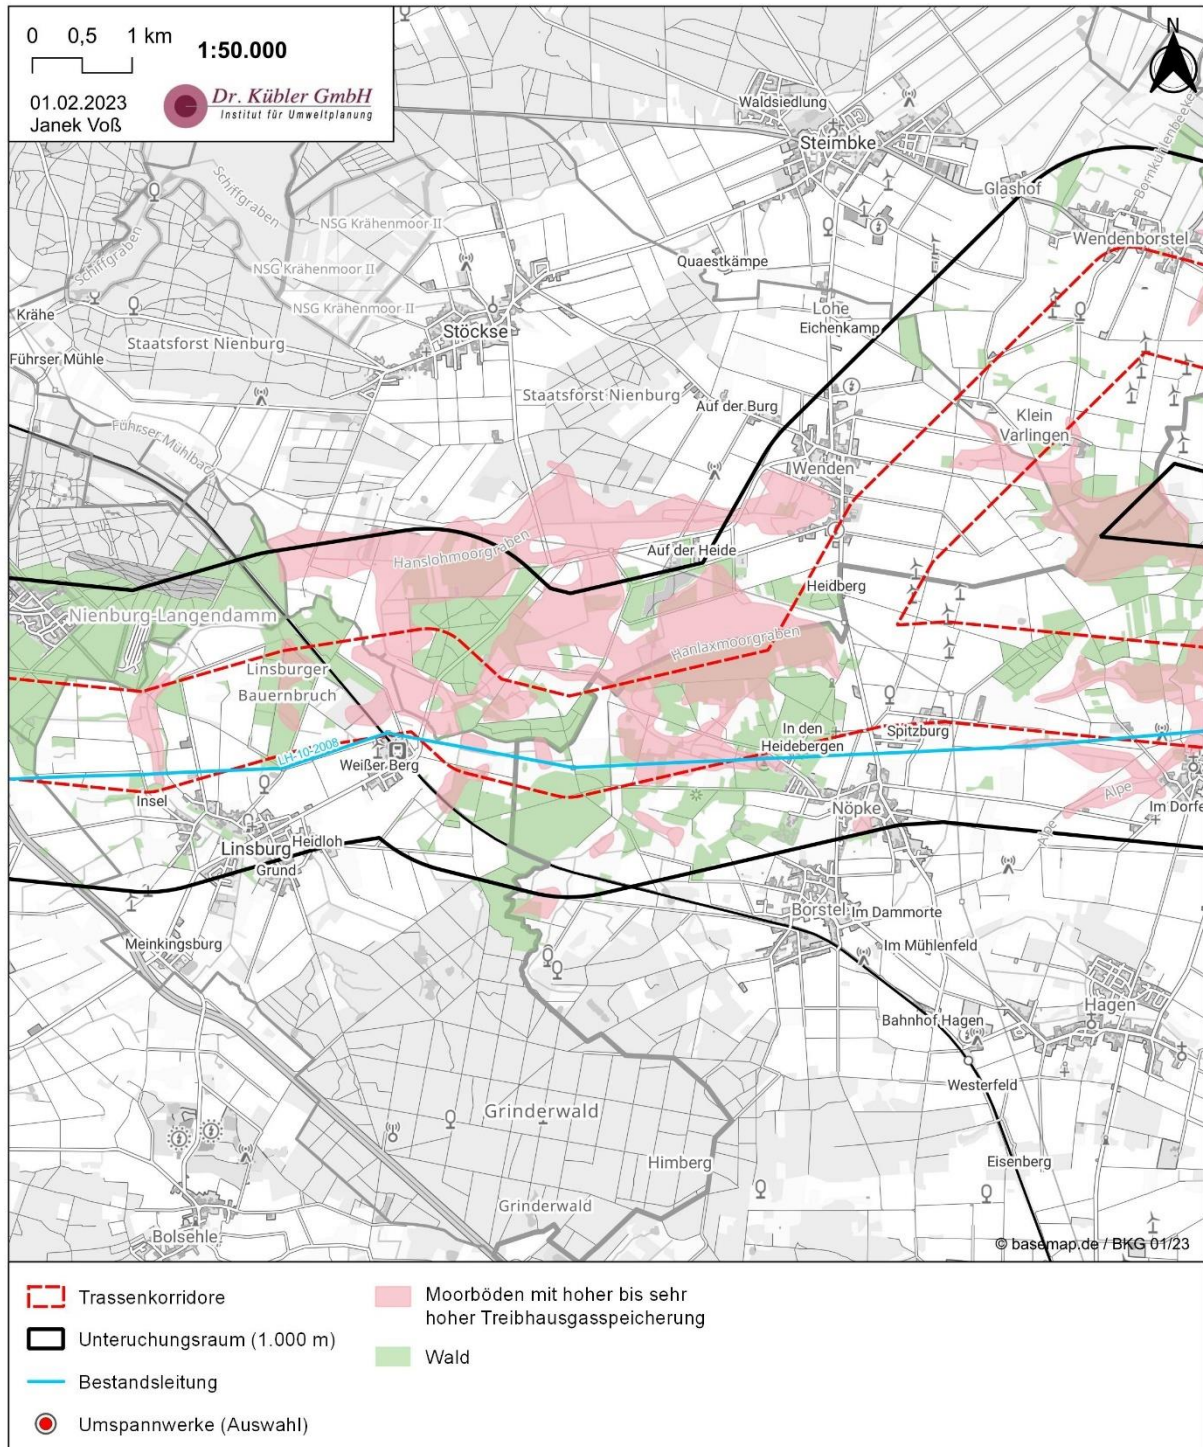 0 0,5 1 km
1:50.000
01.02.2023
Janek Voß
Dr. Kübler GmbH
Institut für Umweltplanung
N
Waldsiedlung
Steimbke
Glashof
Bornkuhlenbeeke
Wendenborstel
Schiffgraben
Schiffgraben
NSG Krähenmoor II
NSG Krähenmoor II
NSG Krähenmoor II
Quaestkämpe
Krähe
Stöckse
Lohe
Eichenkamp
Staatsforst Nienburg
Führser Mühle
Staatsforst Nienburg
Auf der Burg
Klein
Varlingen
Führser Mühlbach
Wenden
Hanslohmoorgraben
Auf der Heide
Heidberg
Nienburg-Langendamm
Hanlaxmoorgraben
Linsburger
Bauernbruch
In den
Heidebergen
Spitzburg
LH-10-2008
Weißer Berg
Insel
Alpe
Im Dorfe
Nöpke
Linsburg
Heidloh
Grund
Alpe
Borstel
Im Dammorte
Meinkingsburg
Im Mühlenfeld
Hagen
Bahnhof Hagen
Westerfeld
Grinderwald
Himberg
Eisenberg
Grinderwald
Bolsehle
© basemap.de / BKG 01/23
Trassenkorridore
Unteruchungsraum (1.000 m)
Bestandsleitung
Umspannwerke (Auswahl)
Moorböden mit hoher bis sehr
hoher Treibhausgasspeicherung
Wald